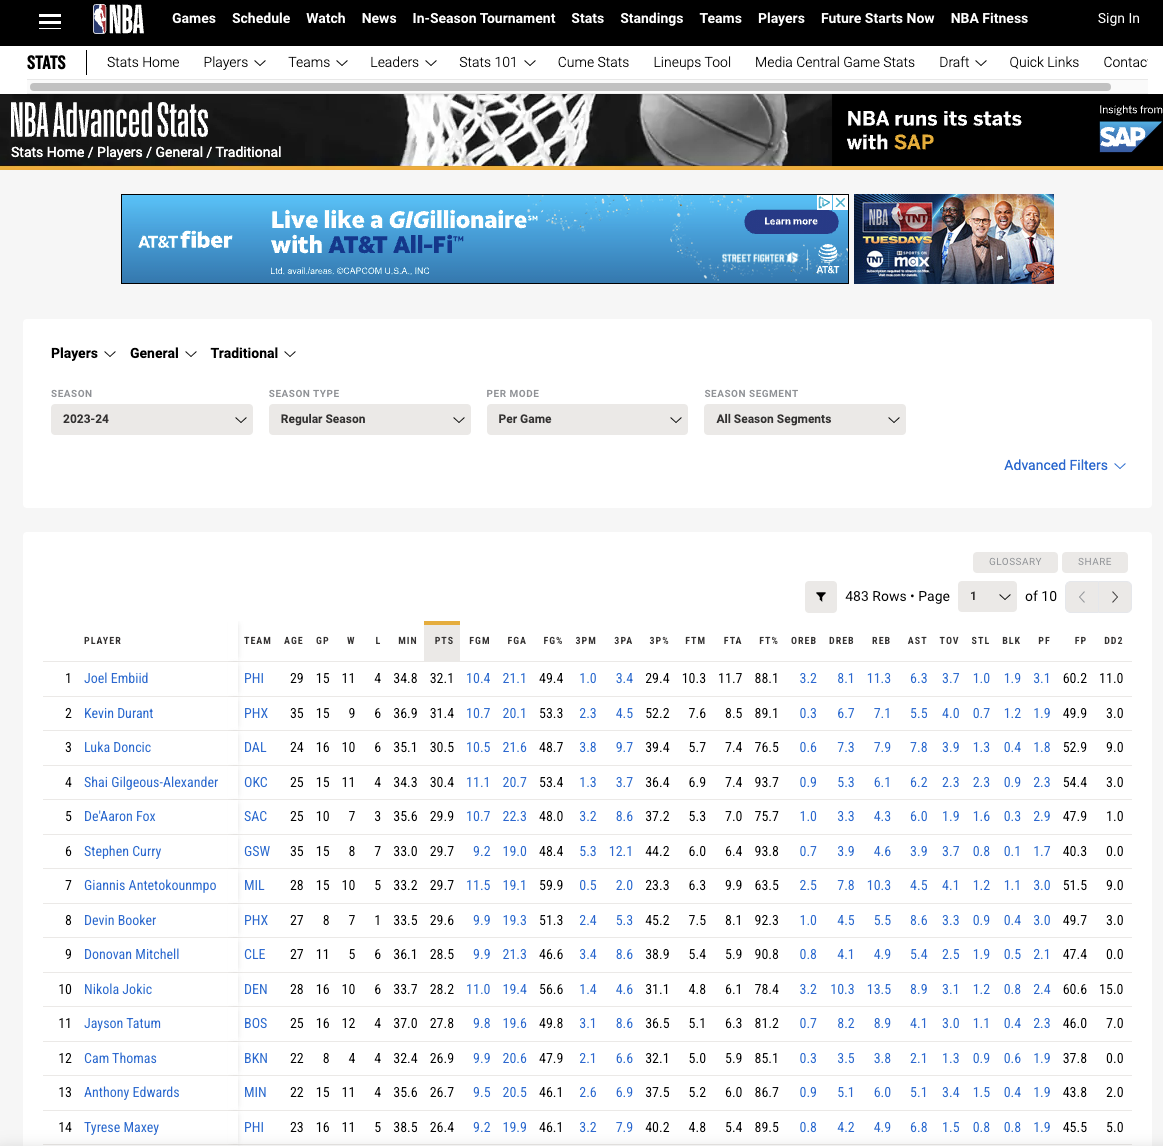 NBA Games Schedule Watch News In-Season Tournament Stats Standings Teams Players Future Starts Now NBA Fitness Sign In
STATS Stats Home Players Teams Leaders Stats 101 Cume Stats Lineups Tool Media Central Game Stats Draft Quick Links Contac
NBA Advanced Stats
Stats Home / Players / General / Traditional
NBA runs its stats
with SAP
Insights from
SAP
AT&T fiber
Live like a GIGillionaire℠
with AT&T All-Fi™
Ltd. avail./areas. ©CAPCOM U.S.A., INC
Learn more
STREET FIGHTER 6
AT&T
NBA TNT
TUESDAYS
TNT SPORTS ON max
Players General Traditional
SEASON SEASON TYPE PER MODE SEASON SEGMENT
2023-24 Regular Season Per Game All Season Segments
Advanced Filters
GLOSSARY SHARE
483 Rows • Page 1 of 10
PLAYER TEAM AGE GP W L MIN PTS FGM FGA FG% 3PM 3PA 3P% FTM FTA FT% OREB DREB REB AST TOV STL BLK PF FP DD2
1 Joel Embiid PHI 29 15 11 4 34.8 32.1 10.4 21.1 49.4 1.0 3.4 29.4 10.3 11.7 88.1 3.2 8.1 11.3 6.3 3.7 1.0 1.9 3.1 60.2 11.0
2 Kevin Durant PHX 35 15 9 6 36.9 31.4 10.7 20.1 53.3 2.3 4.5 52.2 7.6 8.5 89.1 0.3 6.7 7.1 5.5 4.0 0.7 1.2 1.9 49.9 3.0
3 Luka Doncic DAL 24 16 10 6 35.1 30.5 10.5 21.6 48.7 3.8 9.7 39.4 5.7 7.4 76.5 0.6 7.3 7.9 7.8 3.9 1.3 0.4 1.8 52.9 9.0
4 Shai Gilgeous-Alexander OKC 25 15 11 4 34.3 30.4 11.1 20.7 53.4 1.3 3.7 36.4 6.9 7.4 93.7 0.9 5.3 6.1 6.2 2.3 2.3 0.9 2.3 54.4 3.0
5 De'Aaron Fox SAC 25 10 7 3 35.6 29.9 10.7 22.3 48.0 3.2 8.6 37.2 5.3 7.0 75.7 1.0 3.3 4.3 6.0 1.9 1.6 0.3 2.9 47.9 1.0
6 Stephen Curry GSW 35 15 8 7 33.0 29.7 9.2 19.0 48.4 5.3 12.1 44.2 6.0 6.4 93.8 0.7 3.9 4.6 3.9 3.7 0.8 0.1 1.7 40.3 0.0
7 Giannis Antetokounmpo MIL 28 15 10 5 33.2 29.7 11.5 19.1 59.9 0.5 2.0 23.3 6.3 9.9 63.5 2.5 7.8 10.3 4.5 4.1 1.2 1.1 3.0 51.5 9.0
8 Devin Booker PHX 27 8 7 1 33.5 29.6 9.9 19.3 51.3 2.4 5.3 45.2 7.5 8.1 92.3 1.0 4.5 5.5 8.6 3.3 0.9 0.4 3.0 49.7 3.0
9 Donovan Mitchell CLE 27 11 5 6 36.1 28.5 9.9 21.3 46.6 3.4 8.6 38.9 5.4 5.9 90.8 0.8 4.1 4.9 5.4 2.5 1.9 0.5 2.1 47.4 0.0
10 Nikola Jokic DEN 28 16 10 6 33.7 28.2 11.0 19.4 56.6 1.4 4.6 31.1 4.8 6.1 78.4 3.2 10.3 13.5 8.9 3.1 1.2 0.8 2.4 60.6 15.0
11 Jayson Tatum BOS 25 16 12 4 37.0 27.8 9.8 19.6 49.8 3.1 8.6 36.5 5.1 6.3 81.2 0.7 8.2 8.9 4.1 3.0 1.1 0.4 2.3 46.0 7.0
12 Cam Thomas BKN 22 8 4 4 32.4 26.9 9.9 20.6 47.9 2.1 6.6 32.1 5.0 5.9 85.1 0.3 3.5 3.8 2.1 1.3 0.9 0.6 1.9 37.8 0.0
13 Anthony Edwards MIN 22 15 11 4 35.6 26.7 9.5 20.5 46.1 2.6 6.9 37.5 5.2 6.0 86.7 0.9 5.1 6.0 5.1 3.4 1.5 0.4 1.9 43.8 2.0
14 Tyrese Maxey PHI 23 16 11 5 38.5 26.4 9.2 19.9 46.1 3.2 7.9 40.2 4.8 5.4 89.5 0.8 4.2 4.9 6.8 1.5 0.8 0.8 1.9 45.5 5.0